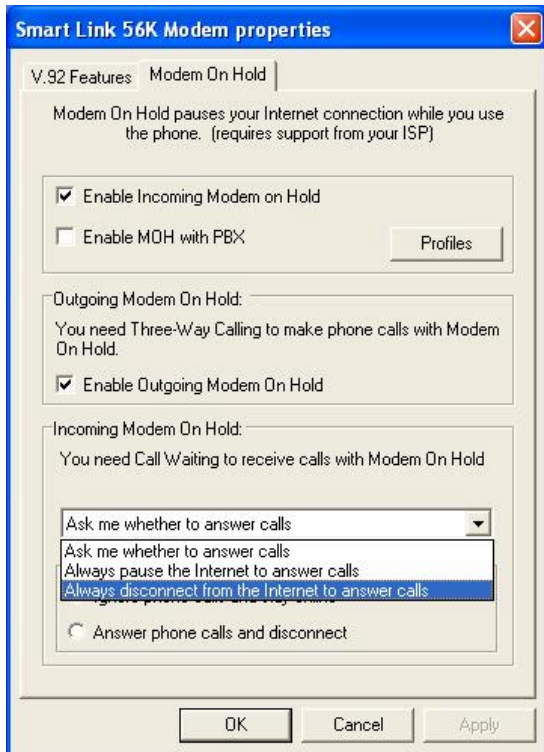 Smart Link 56K Modem properties
V.92 Features
Modem On Hold
Modem On Hold pauses your Internet connection while you use
the phone. (requires support from your ISP)
Enable Incoming Modem on Hold
Enable MOH with PBX
Profiles
Outgoing Modem On Hold:
You need Three-Way Calling to make phone calls with Modem
On Hold.
Enable Outgoing Modem On Hold
Incoming Modem On Hold:
You need Call Waiting to receive calls with Modem On Hold
Ask me whether to answer calls
Ask me whether to answer calls
Always pause the Internet to answer calls
Always disconnect from the Internet to answer calls
Answer phone calls and disconnect
OK
Cancel
Apply